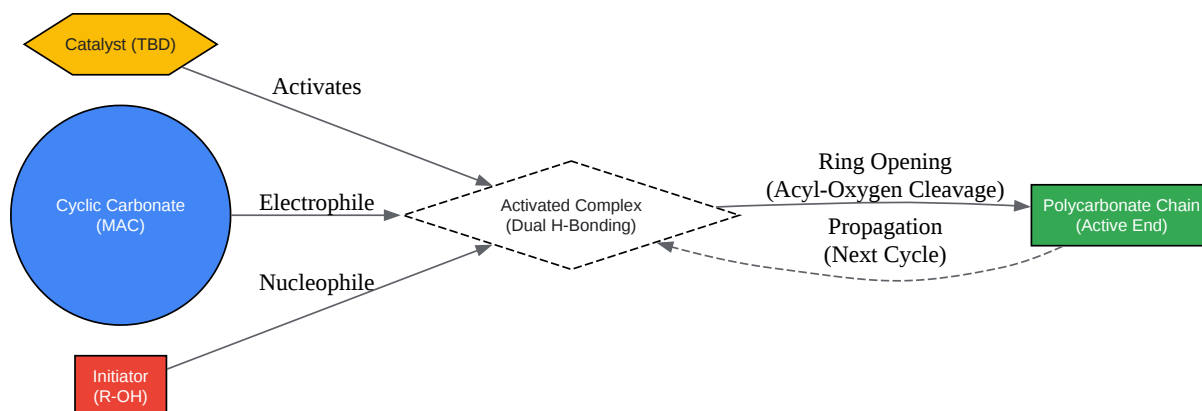 Catalyst (TBD)
Activates
Cyclic Carbonate
(MAC)
Electrophile
Nucleophile
Initiator
(R-OH)
Activated Complex
(Dual H-Bonding)
Ring Opening
(Acyl-Oxygen Cleavage)
Propagation
(Next Cycle)
Polycarbonate Chain
(Active End)